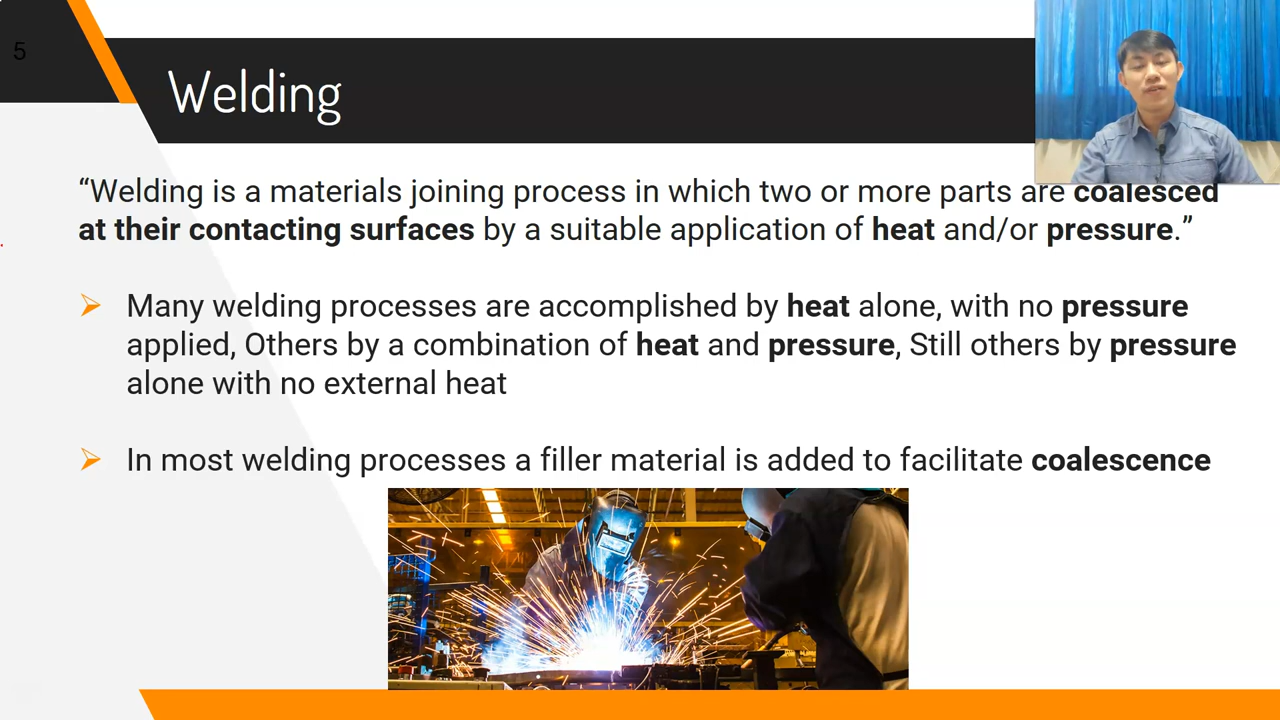 5
Welding
“Welding is a materials joining process in which two or more parts are coalesced
at their contacting surfaces by a suitable application of heat and/or pressure.”
Many welding processes are accomplished by heat alone, with no pressure
applied, Others by a combination of heat and pressure, Still others by pressure
alone with no external heat
In most welding processes a filler material is added to facilitate coalescence